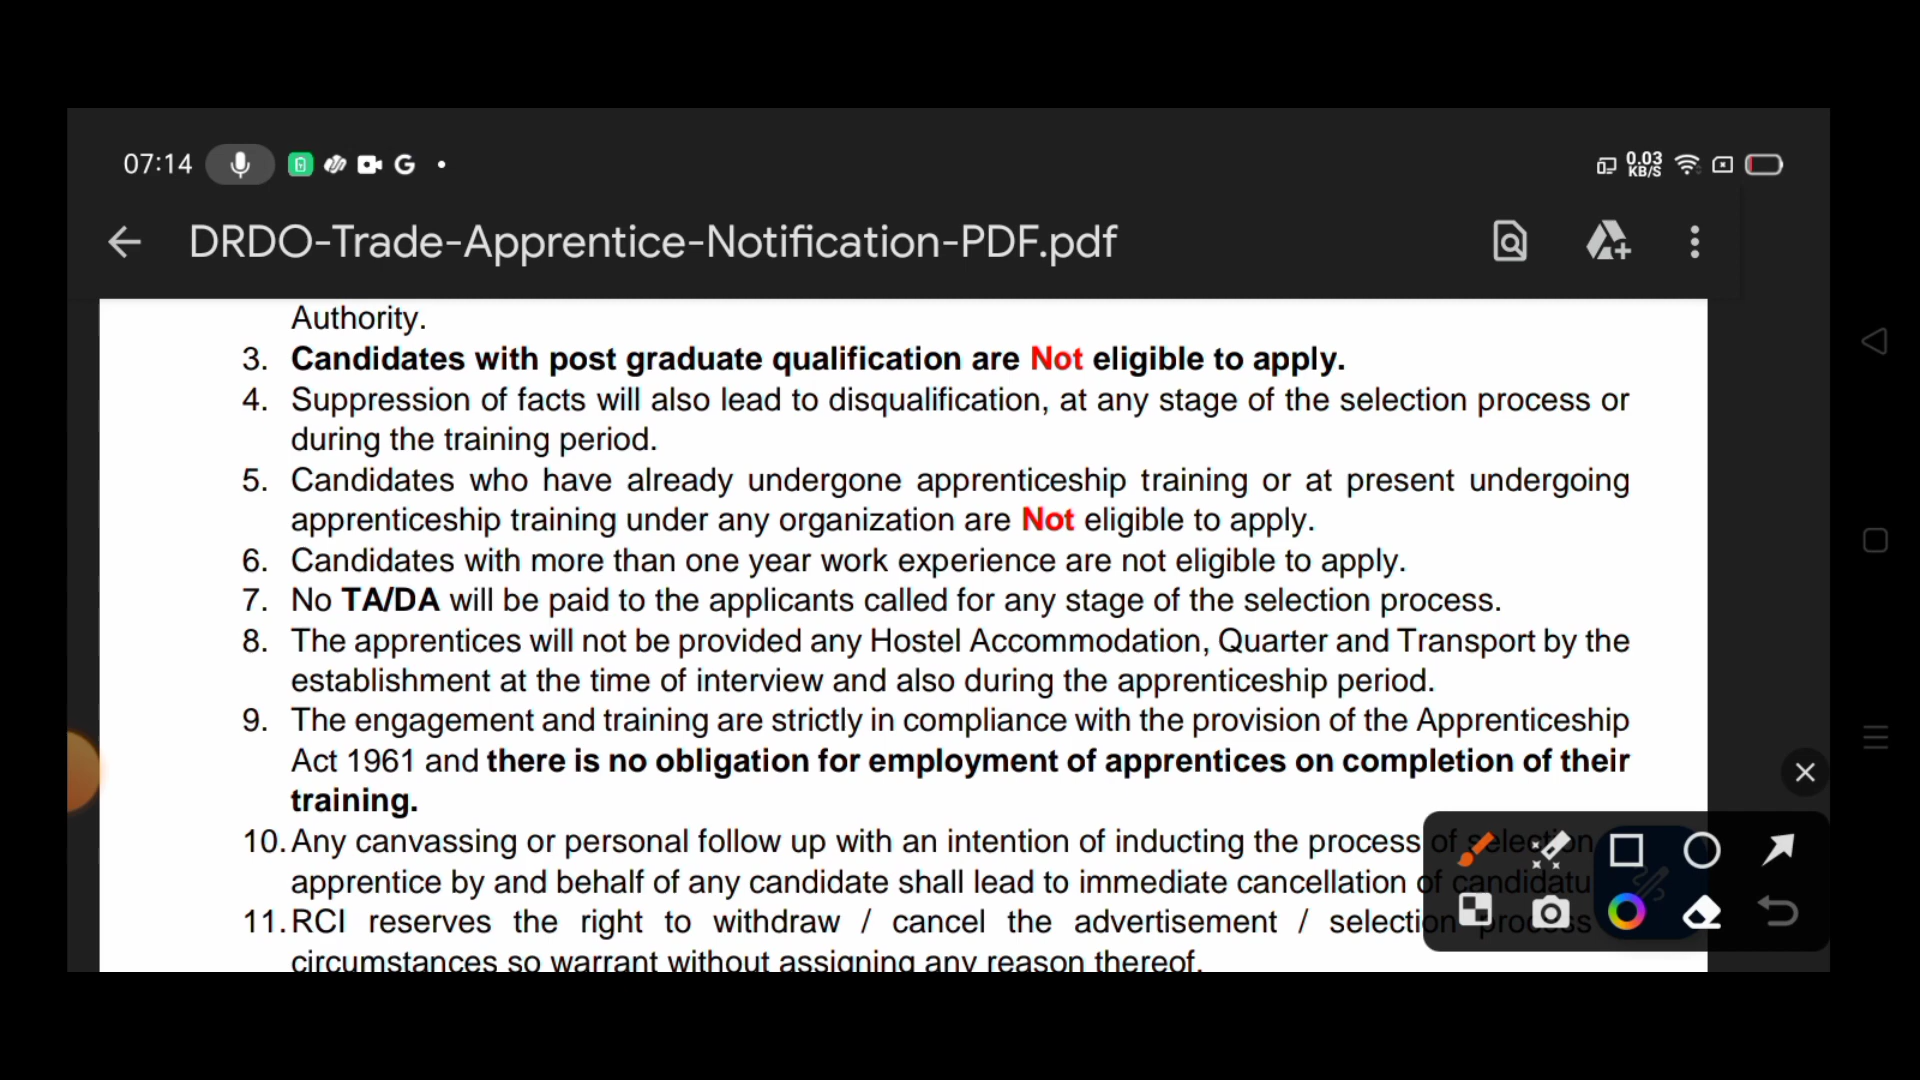 07:14
0.03
KB/S
DRDO-Trade-Apprentice-Notification-PDF.pdf
Authority.
3. Candidates with post graduate qualification are Not eligible to apply.
4. Suppression of facts will also lead to disqualification, at any stage of the selection process or
during the training period.
5. Candidates who have already undergone apprenticeship training or at present undergoing
apprenticeship training under any organization are Not eligible to apply.
6. Candidates with more than one year work experience are not eligible to apply.
7. No TA/DA will be paid to the applicants called for any stage of the selection process.
8. The apprentices will not be provided any Hostel Accommodation, Quarter and Transport by the
establishment at the time of interview and also during the apprenticeship period.
9. The engagement and training are strictly in compliance with the provision of the Apprenticeship
Act 1961 and there is no obligation for employment of apprentices on completion of their
training.
10. Any canvassing or personal follow up with an intention of inducting the process of selection
apprentice by and behalf of any candidate shall lead to immediate cancellation of candidatu
11. RCI reserves the right to withdraw / cancel the advertisement / selection process
circumstances so warrant without assigning any reason thereof.